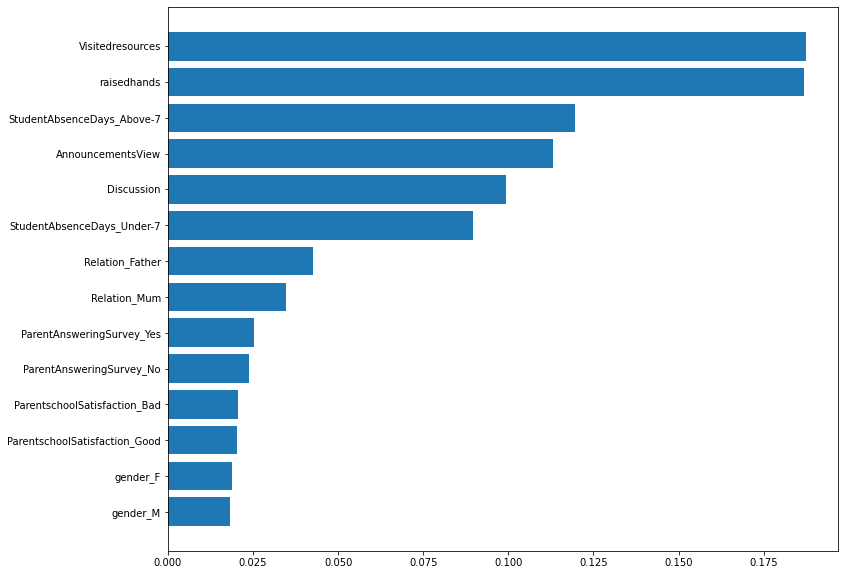 Visitedresources
raisedhands
StudentAbsenceDays_Above-7
AnnouncementsView
Discussion
StudentAbsenceDays_Under-7
Relation_Father
Relation_Mum
ParentAnsweringSurvey_Yes
ParentAnsweringSurvey_No
ParentschoolSatisfaction_Bad
ParentschoolSatisfaction_Good
gender_F
gender_M
0.000 0.025 0.050 0.075 0.100 0.125 0.150 0.175